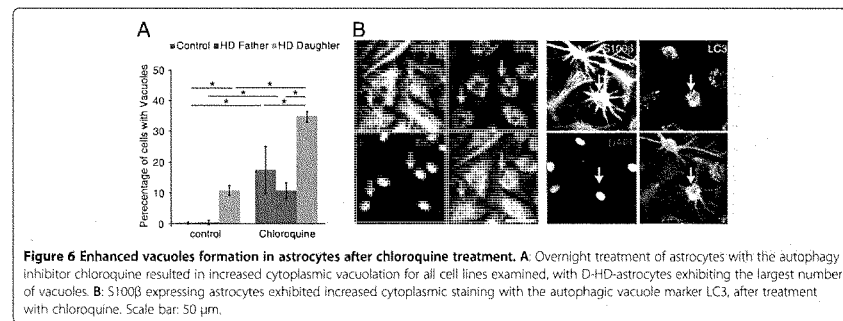 A
B
■Control ■HD Father ■HD Daughter
Perecentage of cells with Vacuoles
50
45
40
35
30
25
20
15
10
5
0
* *
* *
* *
control Chloroquine
S100β
LC3
Figure 6 Enhanced vacuoles formation in astrocytes after chloroquine treatment. A: Overnight treatment of astrocytes with the autophagy
inhibitor chloroquine resulted in increased cytoplasmic vacuolation for all cell lines examined, with D-HD-astrocytes exhibiting the largest number
of vacuoles. B: S100β expressing astrocytes exhibited increased cytoplasmic staining with the autophagic vacuole marker LC3, after treatment
with chloroquine. Scale bar: 50 μm.